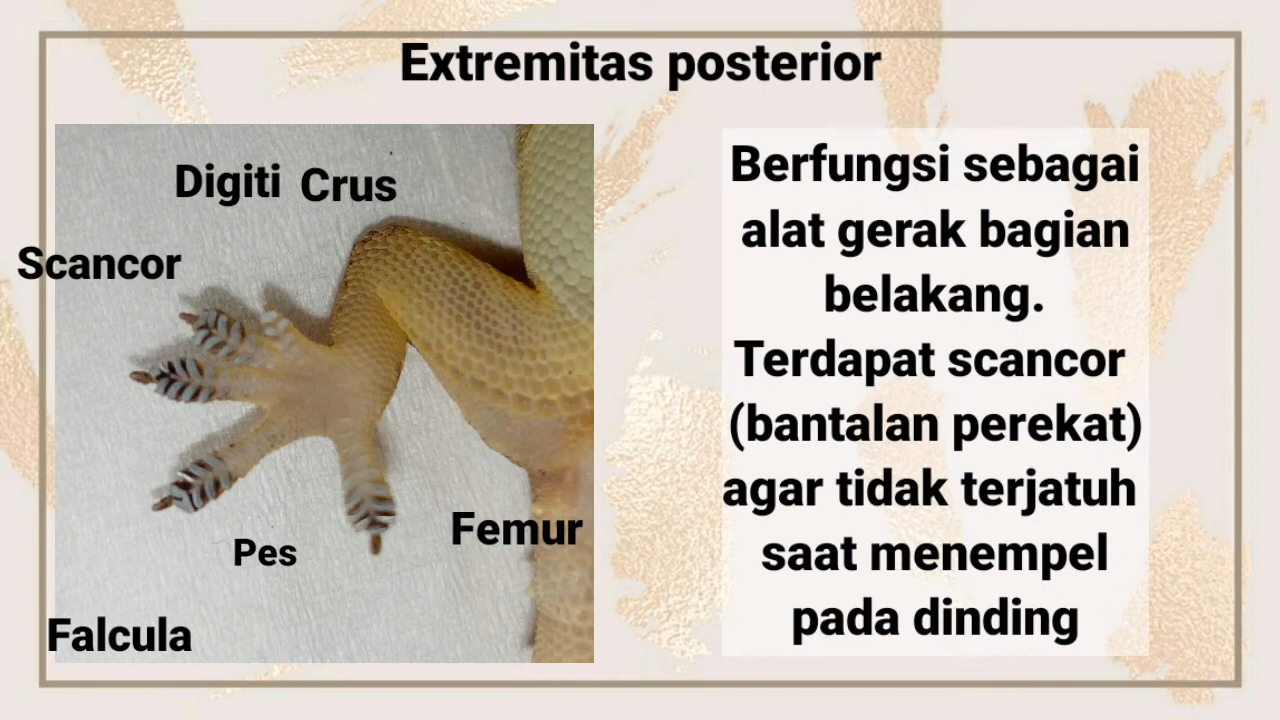 Extremitas posterior
Digiti
Crus
Scancor
Femur
Pes
Falcula
Berfungsi sebagai
alat gerak bagian
belakang.
Terdapat scancor
(bantalan perekat)
agar tidak terjatuh
saat menempel
pada dinding